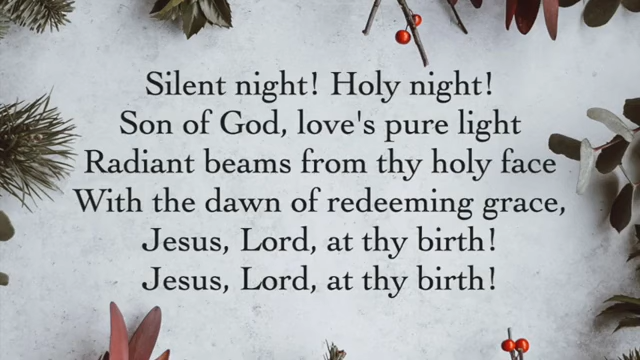 Silent night! Holy night!
Son of God, love's pure light
Radiant beams from thy holy face
With the dawn of redeeming grace,
Jesus, Lord, at thy birth!
Jesus, Lord, at thy birth!